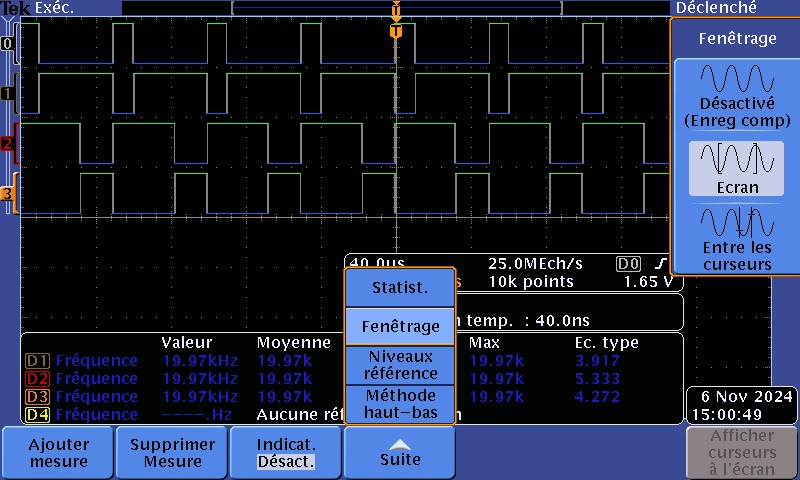 Tek Exéc.
Déclenché
T
T
0
1
2
3
Fenêtrage
Désactivé
(Enreg comp)
Ecran
Entre les
curseurs
40.0µs 25.0MEch/s D0
s 10k points 1.65 V
n temp. : 40.0ns
Statist.
Fenêtrage
Niveaux
référence
Méthode
haut-bas
Valeur Moyenne Max Ec. type
D1 Fréquence 19.97kHz 19.97k 19.97k 3.917
D2 Fréquence 19.97kHz 19.97k 19.97k 5.333
D3 Fréquence 19.97kHz 19.97k 19.97k 4.272
D4 Fréquence ----.Hz Aucune réf
6 Nov 2024
15:00:49
Ajouter
mesure
Supprimer
Mesure
Indicat.
Désact.
Suite
Afficher
curseurs
à l'écran